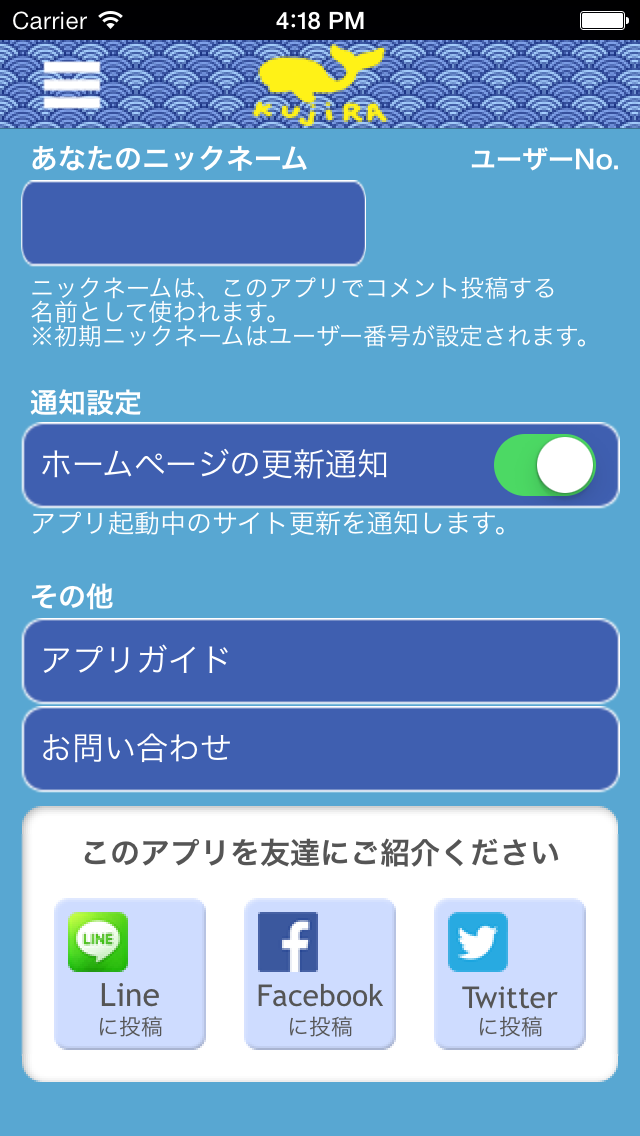 Carrier 4:18 PM
KUJIRA
あなたのニックネーム ユーザーNo.
ニックネームは、このアプリでコメント投稿する
名前として使われます。
※初期ニックネームはユーザー番号が設定されます。
通知設定
ホームページの更新通知
アプリ起動中のサイト更新を通知します。
その他
アプリガイド
お問い合わせ
このアプリを友達にご紹介ください
LINE
Line
に投稿
Facebook
に投稿
Twitter
に投稿